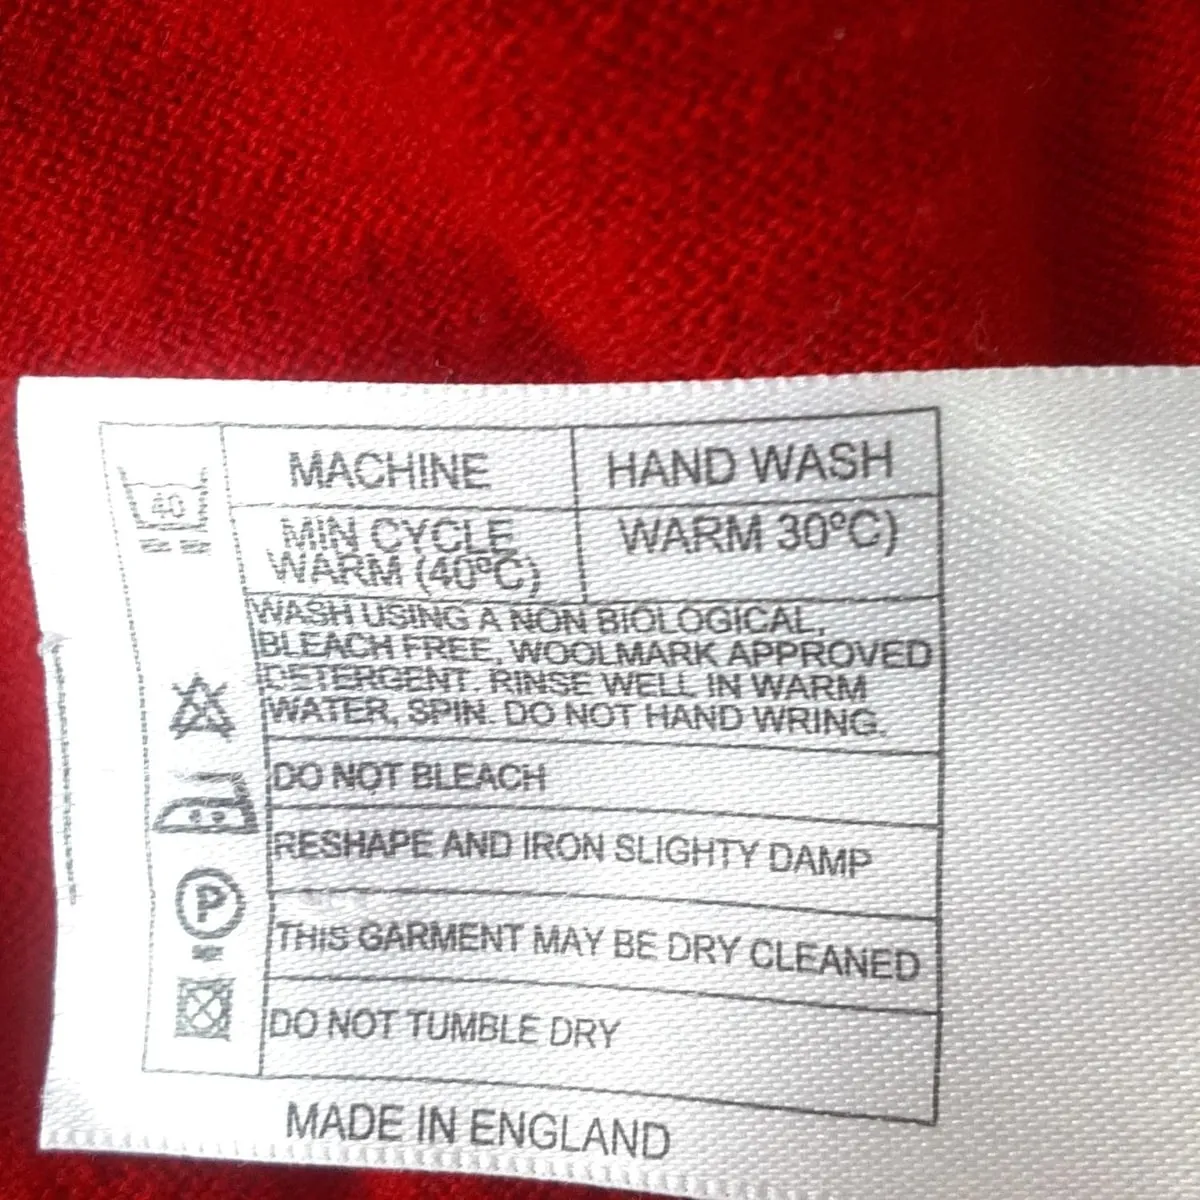 40
MACHINE
HAND WASH
MIN CYCLE
WARM (40ºC)
WARM 30ºC)
WASH USING A NON BIOLOGICAL,
BLEACH FREE, WOOLMARK APPROVED
DETERGENT. RINSE WELL IN WARM
WATER, SPIN. DO NOT HAND WRING.
DO NOT BLEACH
RESHAPE AND IRON SLIGHTY DAMP
P
THIS GARMENT MAY BE DRY CLEANED
DO NOT TUMBLE DRY
MADE IN ENGLAND